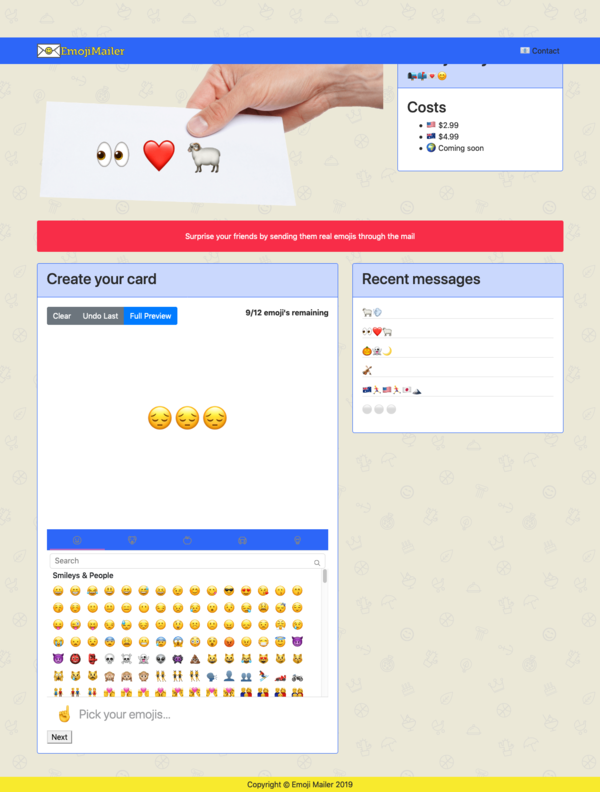 EmojiMailer
📧 Contact
Costs
🇺🇸 $2.99
🇦🇺 $4.99
🌏 Coming soon
Surprise your friends by sending them real emojis through the mail
Create your card
Recent messages
Clear
Undo Last
Full Preview
9/12 emoji's remaining
Search
Smileys & People
☝️ Pick your emojis...
Next
Copyright © Emoji Mailer 2019